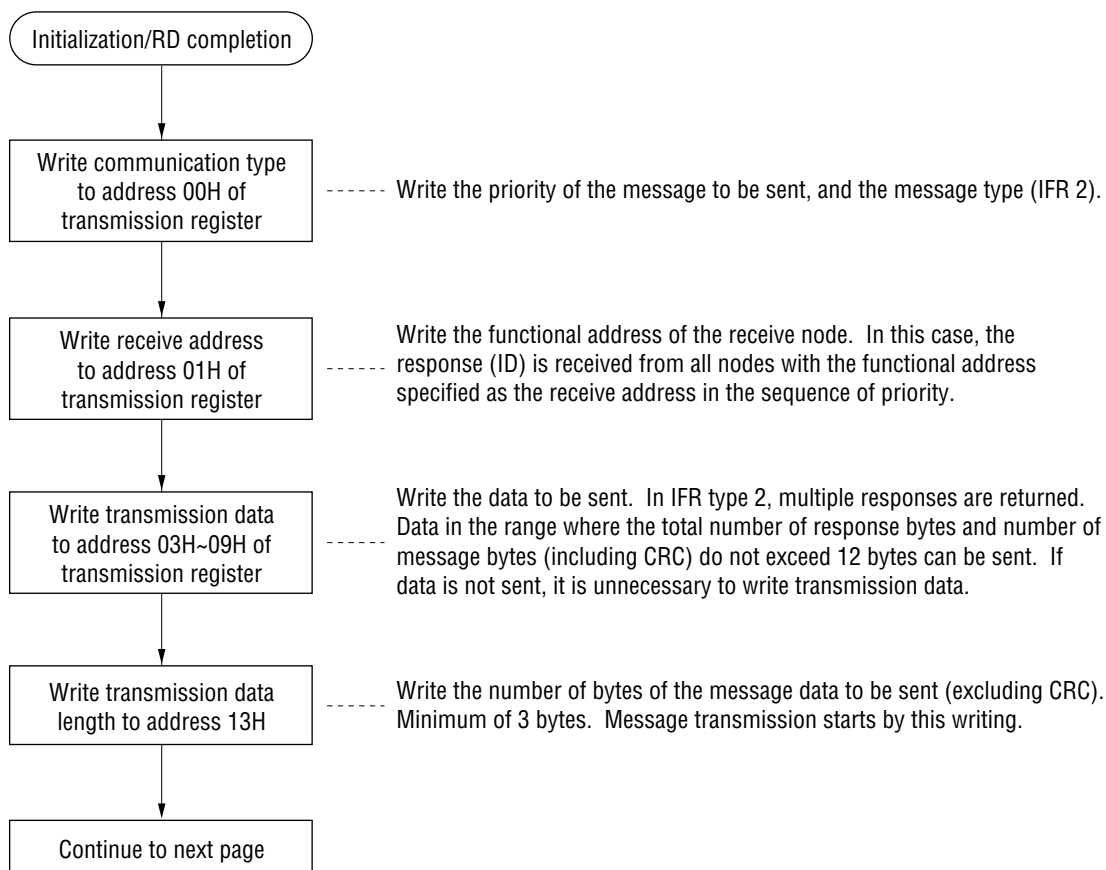 Initialization/RD completion
Write communication type
to address 00H of
transmission register
Write the priority of the message to be sent, and the message type (IFR 2).
Write receive address
to address 01H of
transmission register
Write the functional address of the receive node. In this case, the
response (ID) is received from all nodes with the functional address
specified as the receive address in the sequence of priority.
Write transmission data
to address 03H~09H of
transmission register
Write the data to be sent. In IFR type 2, multiple responses are returned.
Data in the range where the total number of response bytes and number of
message bytes (including CRC) do not exceed 12 bytes can be sent. If
data is not sent, it is unnecessary to write transmission data.
Write transmission data
length to address 13H
Write the number of bytes of the message data to be sent (excluding CRC).
Minimum of 3 bytes. Message transmission starts by this writing.
Continue to next page